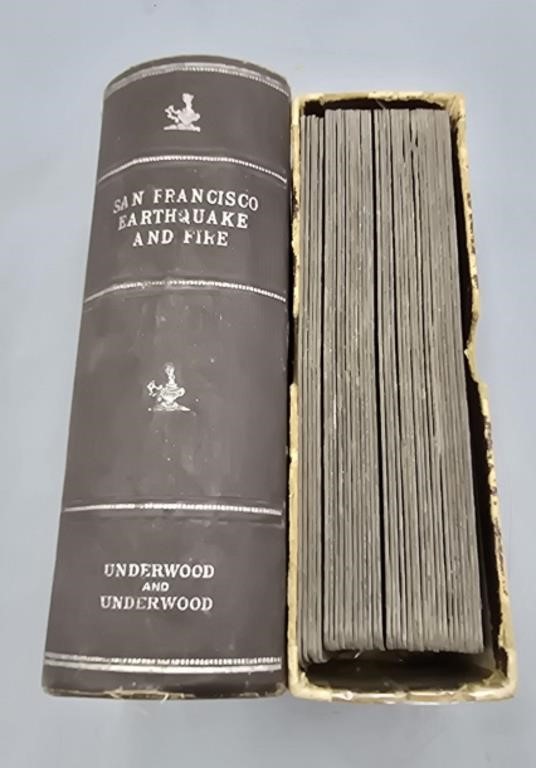 SAN FRANCISCO
EARTHQUAKE
AND FIRE
UNDERWOOD
AND
UNDERWOOD